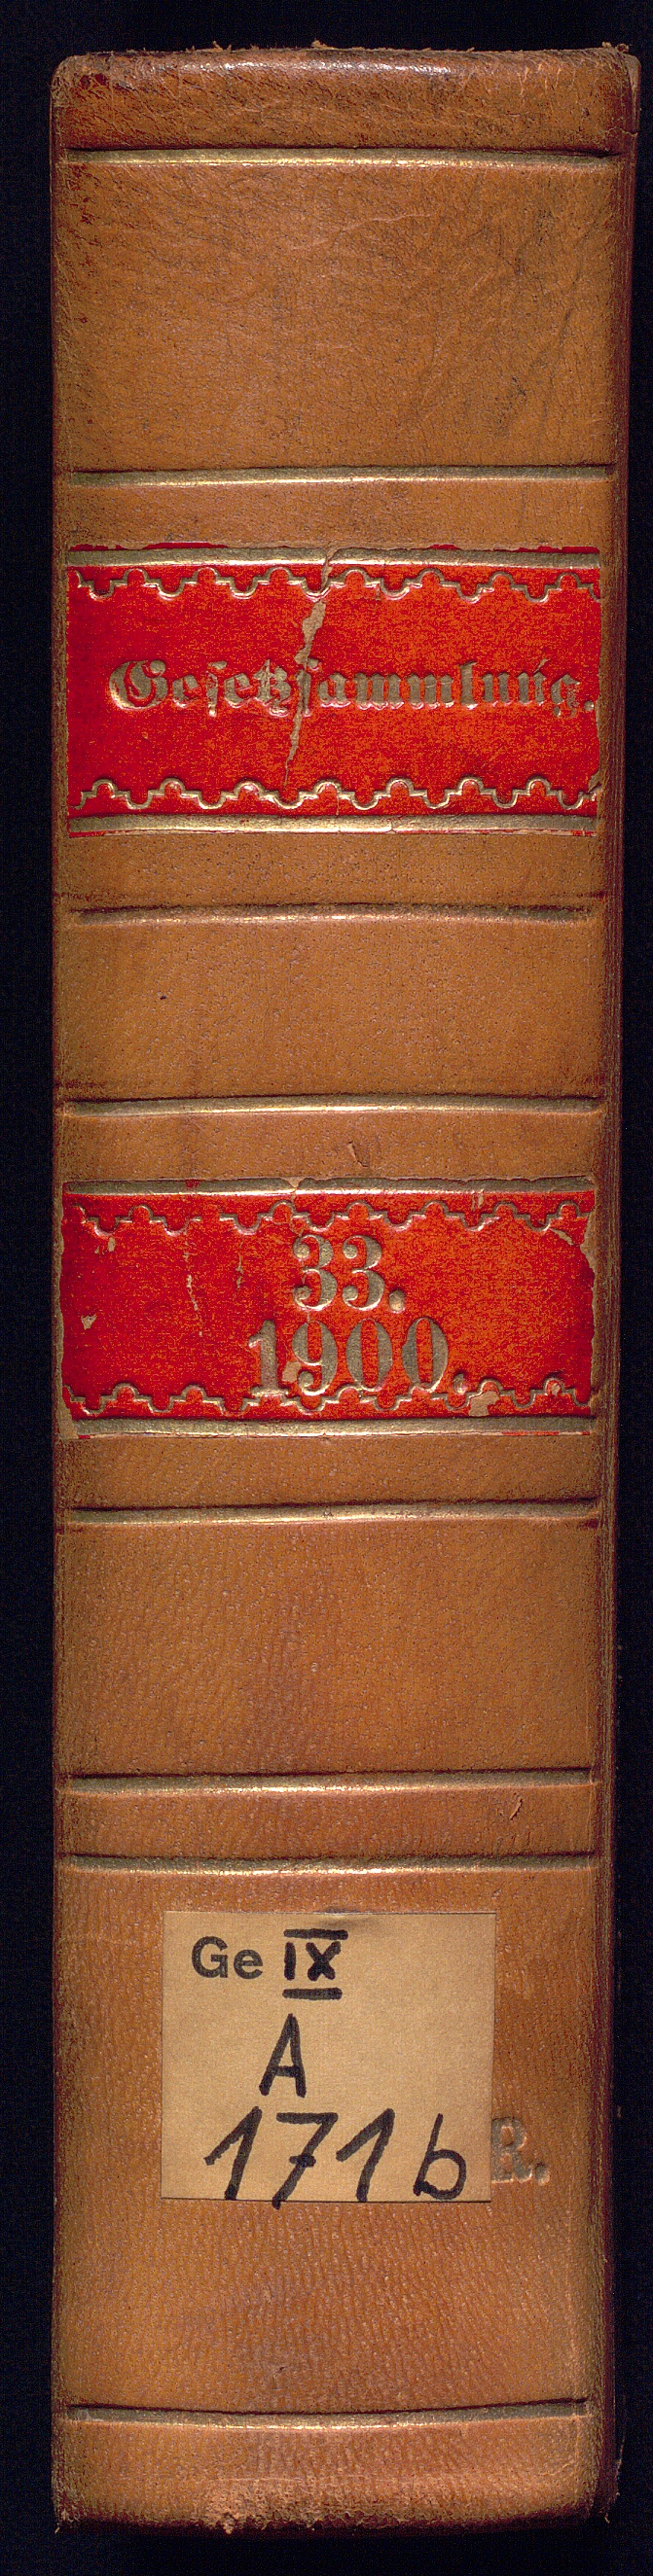 Gesetzsammlung.
33.
1900.
Ge IX
A
171b
R.